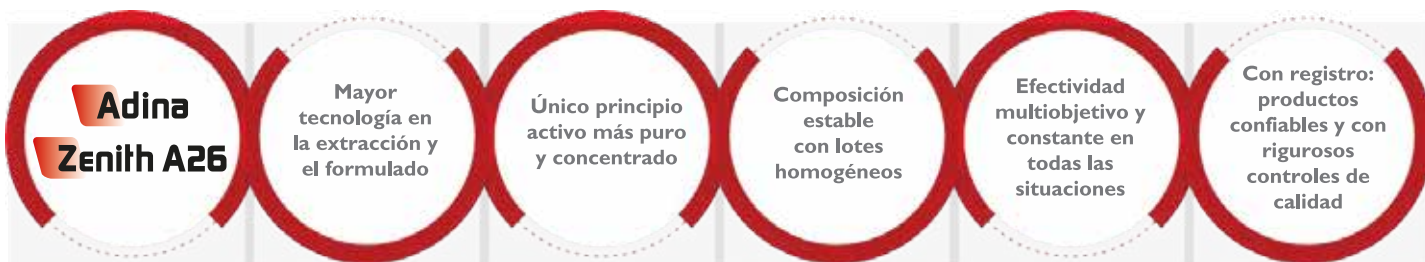 Adina
Zenith A26
Mayor
tecnología en
la extracción y
el formulado
Único principio
activo más puro
y concentrado
Composición
estable
con lotes
homogéneos
Efectividad
multiobjetivo y
constante en
todas las
situaciones
Con registro:
productos
confiables y con
rigurosos
controles de
calidad